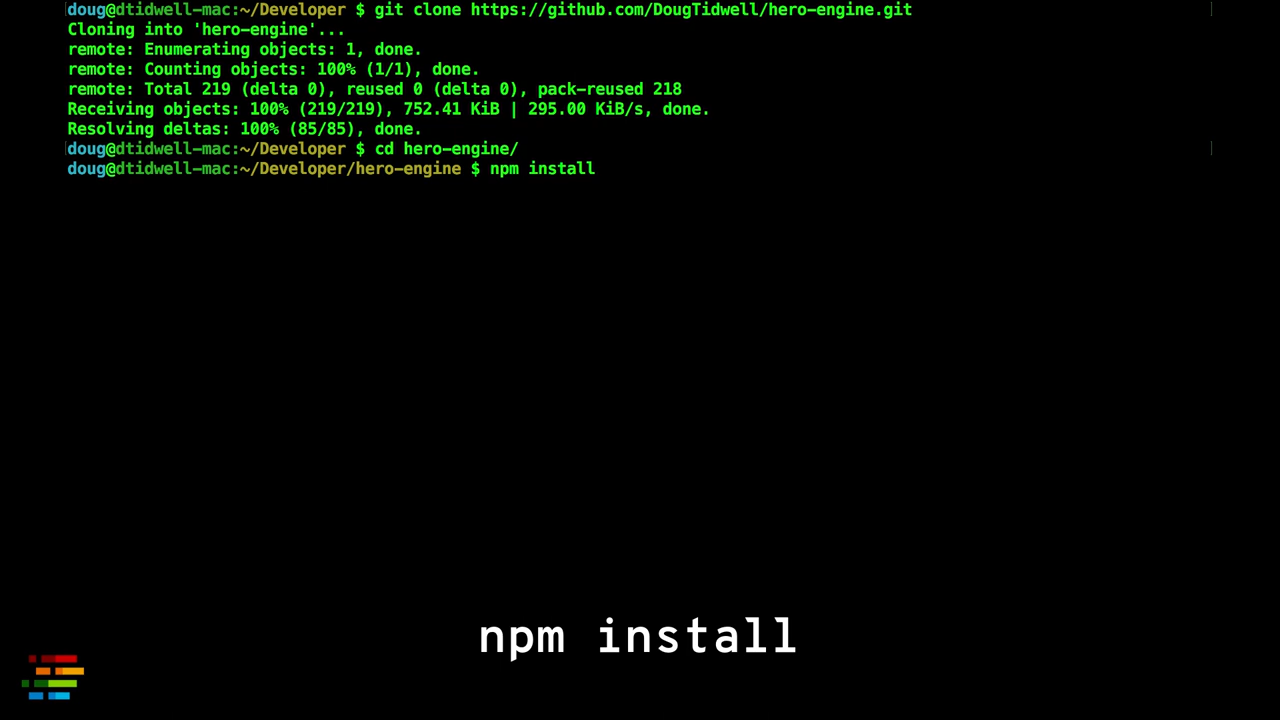 doug@dtidwell-mac:~/Developer $ git clone https://github.com/DougTidwell/hero-engine.git
Cloning into 'hero-engine'...
remote: Enumerating objects: 1, done.
remote: Counting objects: 100% (1/1), done.
remote: Total 219 (delta 0), reused 0 (delta 0), pack-reused 218
Receiving objects: 100% (219/219), 752.41 KiB | 295.00 KiB/s, done.
Resolving deltas: 100% (85/85), done.
doug@dtidwell-mac:~/Developer $ cd hero-engine/
doug@dtidwell-mac:~/Developer/hero-engine $ npm install
npm install